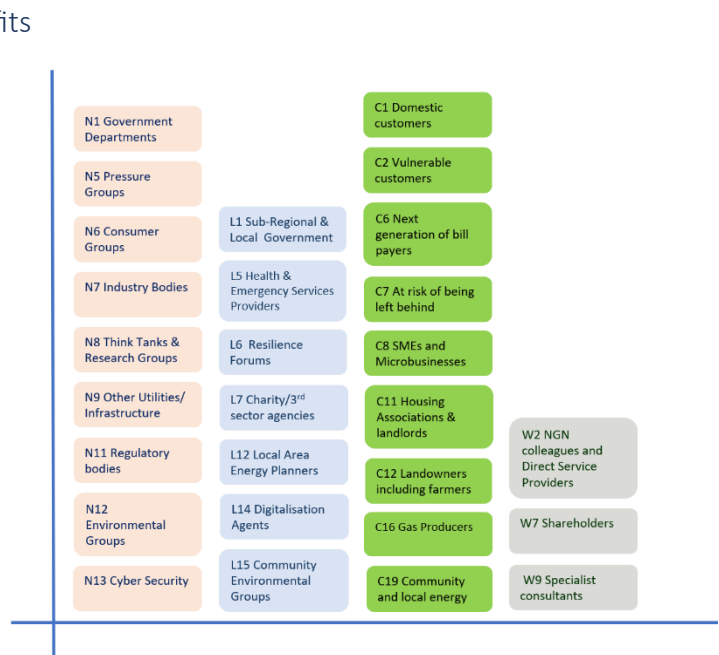 fits
N1 Government
Departments
N5 Pressure
Groups
N6 Consumer
Groups
N7 Industry Bodies
N8 Think Tanks &
Research Groups
N9 Other Utilities/
Infrastructure
N11 Regulatory
bodies
N12
Environmental
Groups
N13 Cyber Security
L1 Sub-Regional &
Local Government
L5 Health &
Emergency Services
Providers
L6 Resilience
Forums
L7 Charity/3rd
sector agencies
L12 Local Area
Energy Planners
L14 Digitalisation
Agents
L15 Community
Environmental
Groups
C1 Domestic
customers
C2 Vulnerable
customers
C6 Next
generation of bill
payers
C7 At risk of being
left behind
C8 SMEs and
Microbusinesses
C11 Housing
Associations &
landlords
C12 Landowners
including farmers
C16 Gas Producers
C19 Community
and local energy
W2 NGN
colleagues and
Direct Service
Providers
W7 Shareholders
W9 Specialist
consultants